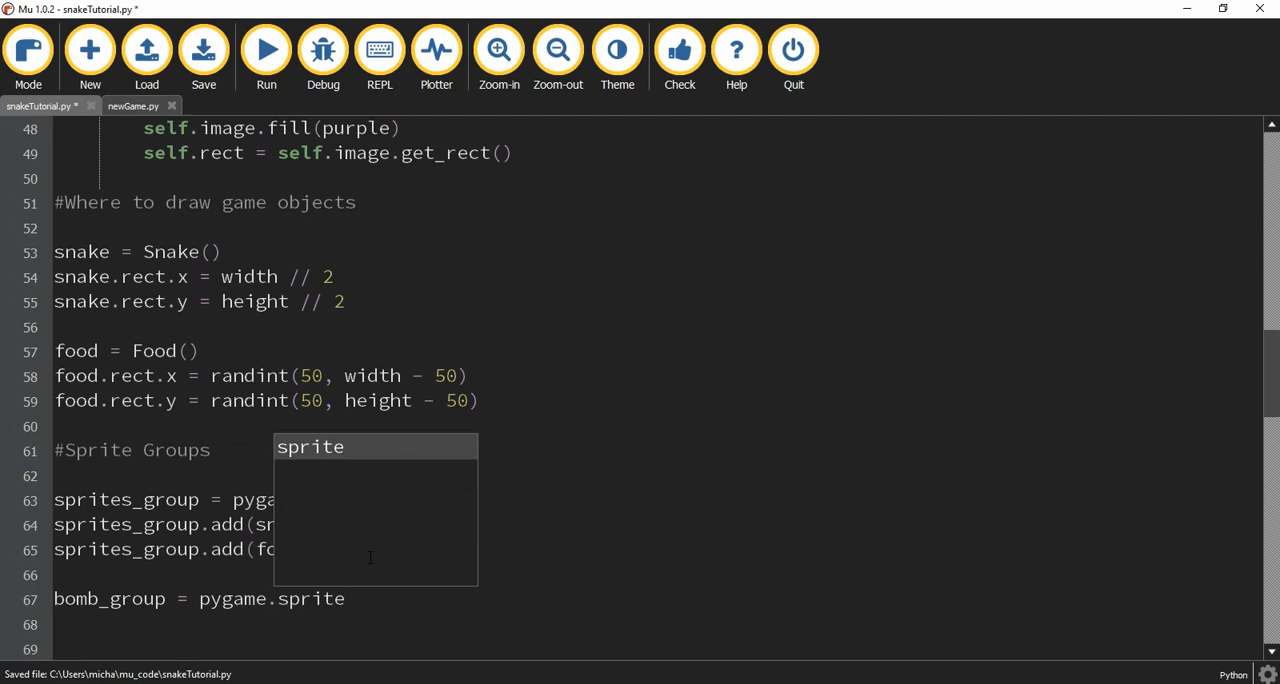 Mu 1.0.2 - snakeTutorial.py *
Mode New Load Save Run Debug REPL Plotter Zoom-in Zoom-out Theme Check Help Quit
snakeTutorial.py * newGame.py
48 self.image.fill(purple)
49 self.rect = self.image.get_rect()
50
51 #Where to draw game objects
52
53 snake = Snake()
54 snake.rect.x = width // 2
55 snake.rect.y = height // 2
56
57 food = Food()
58 food.rect.x = randint(50, width - 50)
59 food.rect.y = randint(50, height - 50)
60
61 #Sprite Groups
sprite
62
63 sprites_group = pyga
64 sprites_group.add(sn
65 sprites_group.add(fo
66
67 bomb_group = pygame.sprite
68
69
Saved file: C:\Users\micha\mu_code\snakeTutorial.py Python